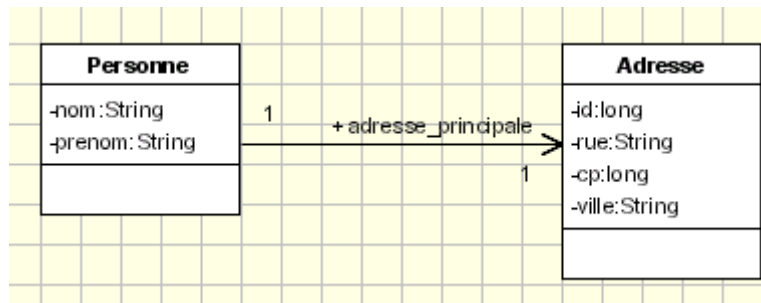 Personne
-nom:String
-prenom:String
1
+adresse_principale
1
Adresse
-id:long
-rue:String
-cp:long
-ville:String